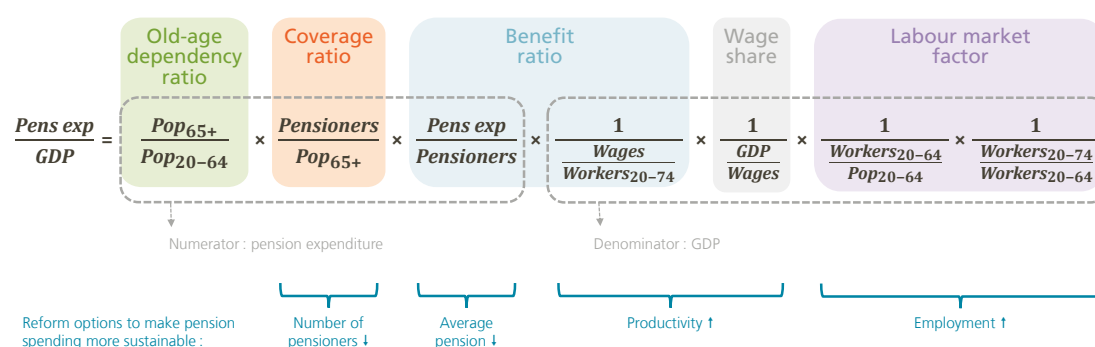 Old-age
dependency
ratio
Coverage
ratio
Benefit
ratio
Wage
share
Labour market
factor
Pens exp / GDP = Pop65+ / Pop20−64 × Pensioners / Pop65+ × Pens exp / Pensioners × 1 / (Wages / Workers20−74) × 1 / (GDP / Wages) × 1 / (Workers20−64 / Pop20−64) × 1 / (Workers20−74 / Workers20−64)
Numerator : pension expenditure
Denominator : GDP
Reform options to make pension
spending more sustainable :
Number of
pensioners ↓
Average
pension ↓
Productivity ↑
Employment ↑